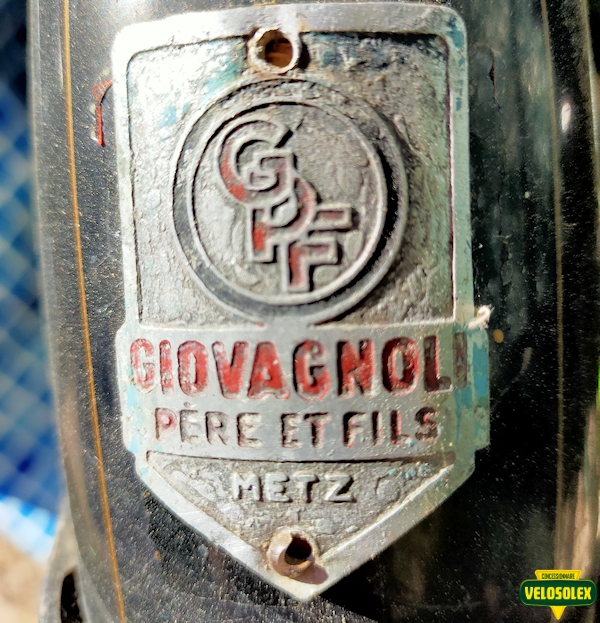 GPF
GIOVAGNOLI
PÈRE ET FILS
METZ
CONCESSIONNAIRE
VELOSOLEX